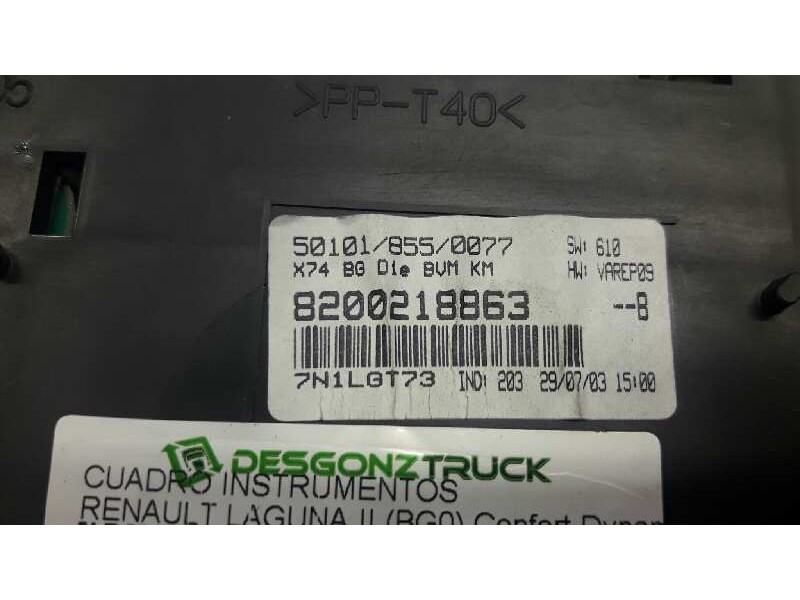 >PP-T40<
50101/855/0077 SW: 610
X74 BG Die BVM KM HW: VAREP09
8200218863 --B
7N1LGT73 IND: 203 29/07/03 15:00
DESGONZTRUCK
CUADRO INSTRUMENTOS
RENAULT LAGUNA II (BG0) Confort Dynam